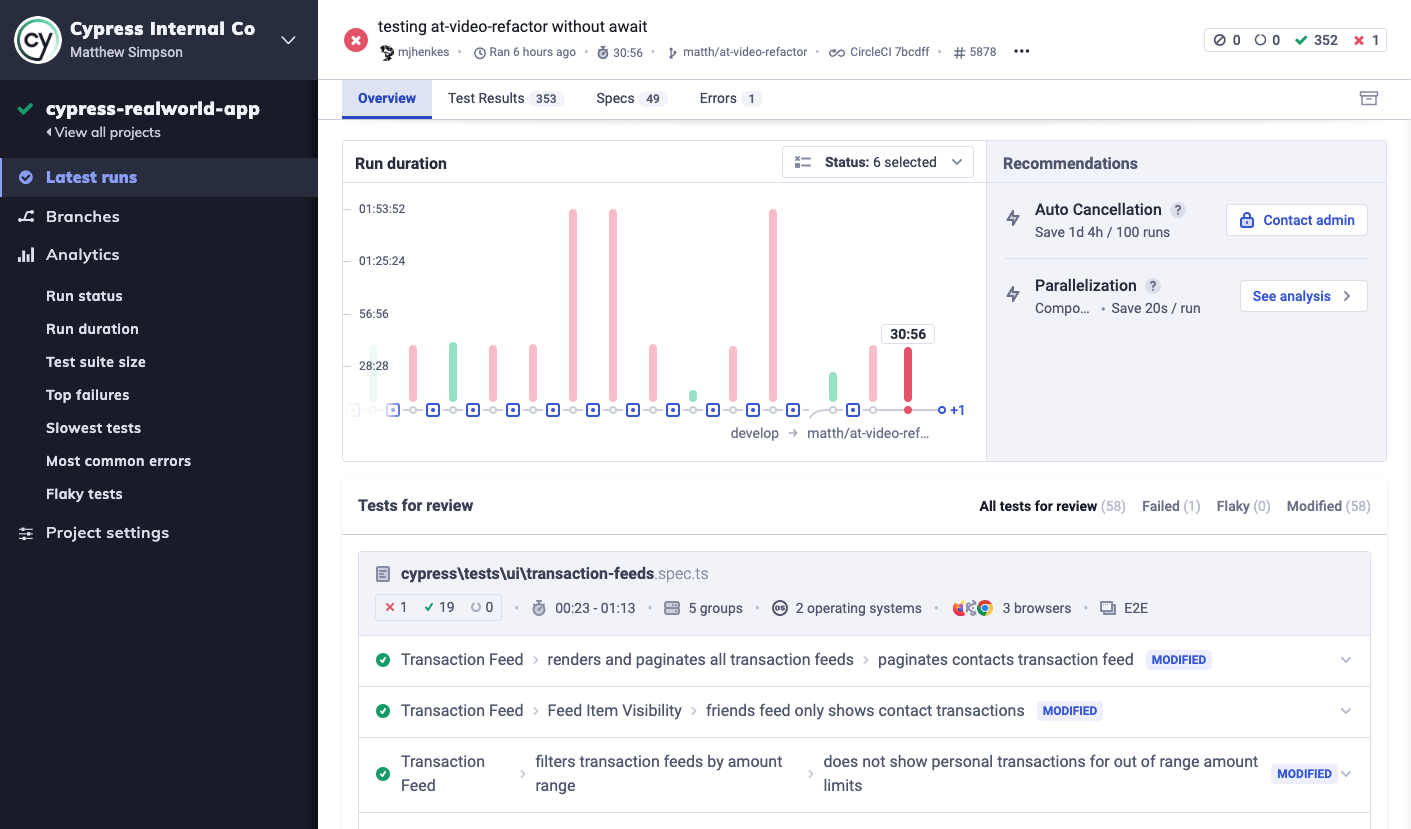 cy
Cypress Internal Co
Matthew Simpson
cypress-realworld-app
View all projects
Latest runs
Branches
Analytics
Run status
Run duration
Test suite size
Top failures
Slowest tests
Most common errors
Flaky tests
Project settings
testing at-video-refactor without await
mjhenkes • Ran 6 hours ago • 30:56 • matth/at-video-refactor • CircleCI 7bcdff • # 5878 •••
0 0 352 1
Overview Test Results 353 Specs 49 Errors 1
Run duration
Status: 6 selected
01:53:52
01:25:24
56:56
28:28
30:56
+1
develop → matth/at-video-ref...
Recommendations
Auto Cancellation ?
Save 1d 4h / 100 runs
Contact admin
Parallelization ?
Compo... • Save 20s / run
See analysis
Tests for review
All tests for review (58) Failed (1) Flaky (0) Modified (58)
cypress\tests\ui\transaction-feeds.spec.ts
1 19 0 • 00:23 - 01:13 • 5 groups • OS 2 operating systems • 3 browsers • E2E
Transaction Feed > renders and paginates all transaction feeds > paginates contacts transaction feed MODIFIED
Transaction Feed > Feed Item Visibility > friends feed only shows contact transactions MODIFIED
Transaction Feed > filters transaction feeds by amount range > does not show personal transactions for out of range amount limits MODIFIED